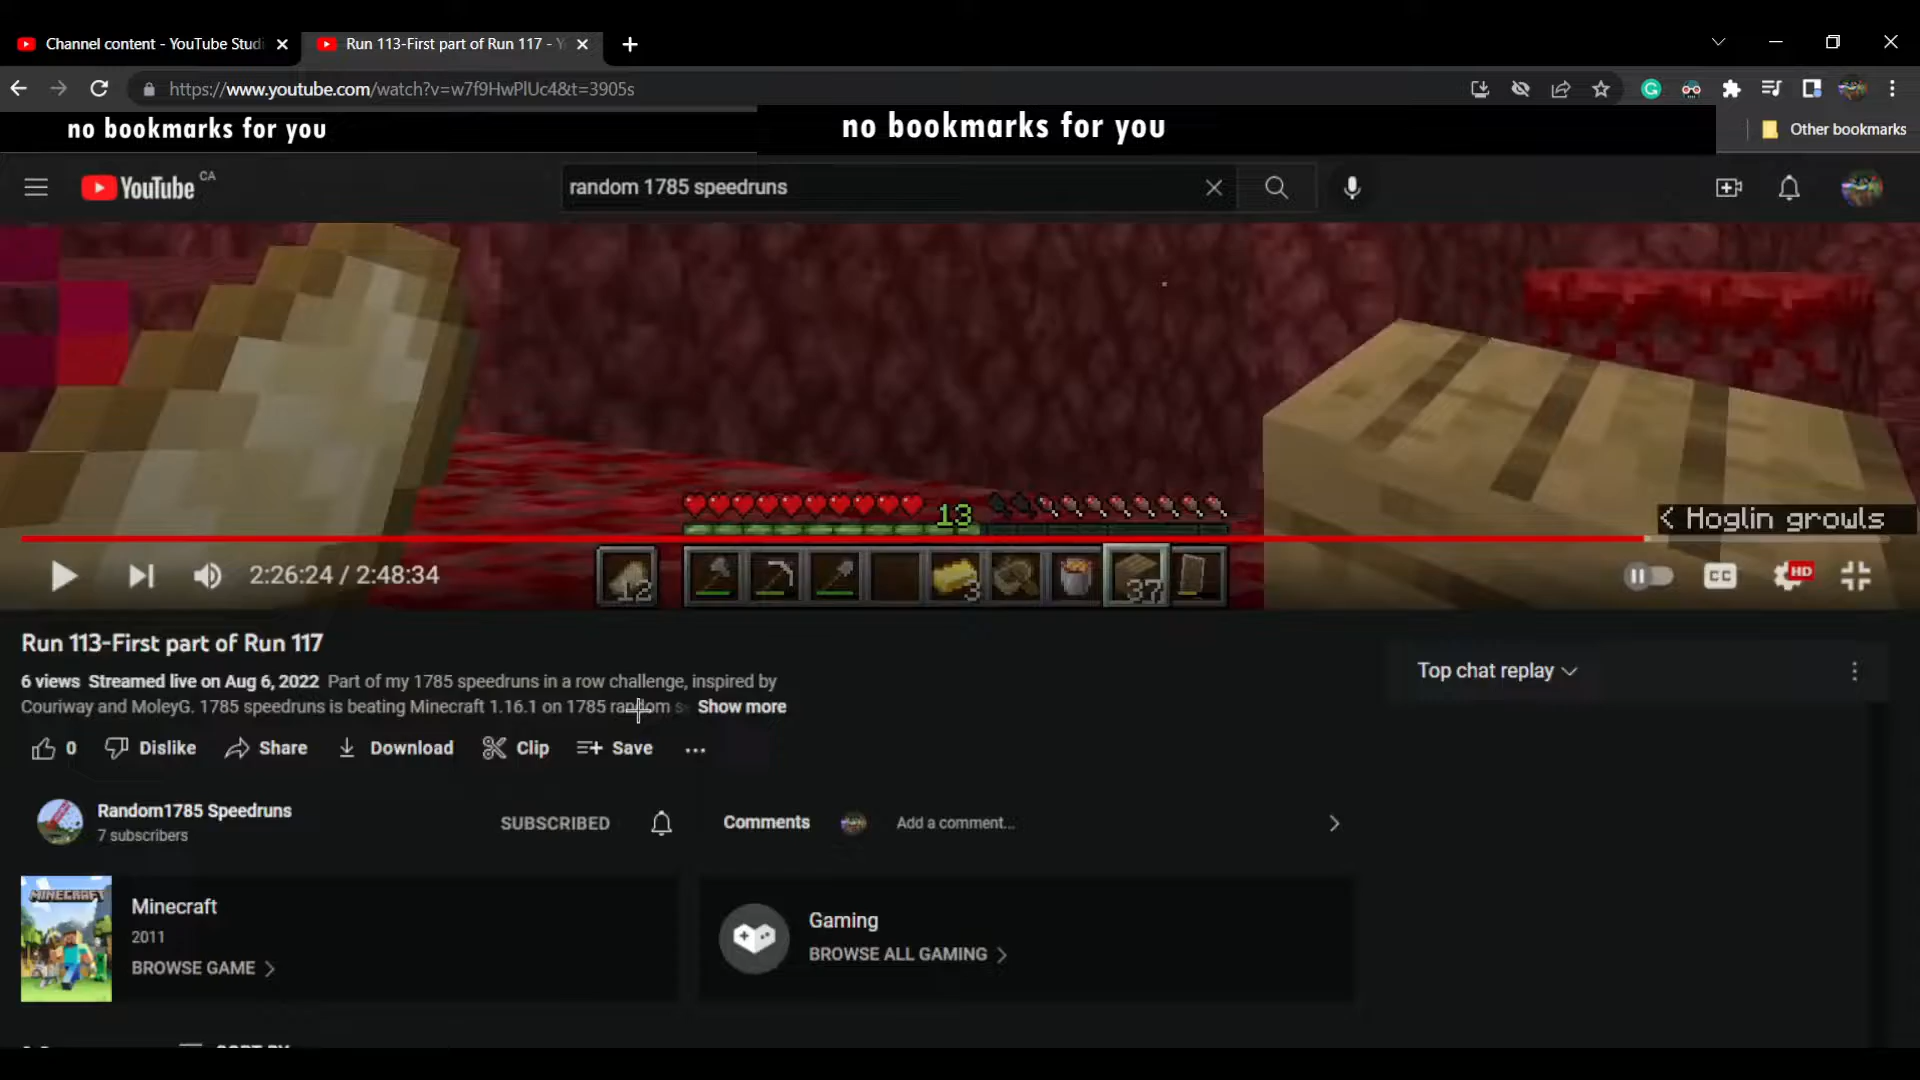 Channel content - YouTube Studi
Run 113-First part of Run 117 - Y
https://www.youtube.com/watch?v=w7f9HwPlUc4&t=3905s
no bookmarks for you
no bookmarks for you
Other bookmarks
YouTube CA
random 1785 speedruns
13
< Hoglin growls
12
3
37
2:26:24 / 2:48:34
CC
HD
Run 113-First part of Run 117
6 views Streamed live on Aug 6, 2022 Part of my 1785 speedruns in a row challenge, inspired by
Couriway and MoleyG. 1785 speedruns is beating Minecraft 1.16.1 on 1785 random s Show more
Top chat replay
0 Dislike Share Download Clip Save
Random1785 Speedruns
7 subscribers
SUBSCRIBED
Comments
Add a comment...
MINECRAFT
Minecraft
2011
BROWSE GAME
Gaming
BROWSE ALL GAMING